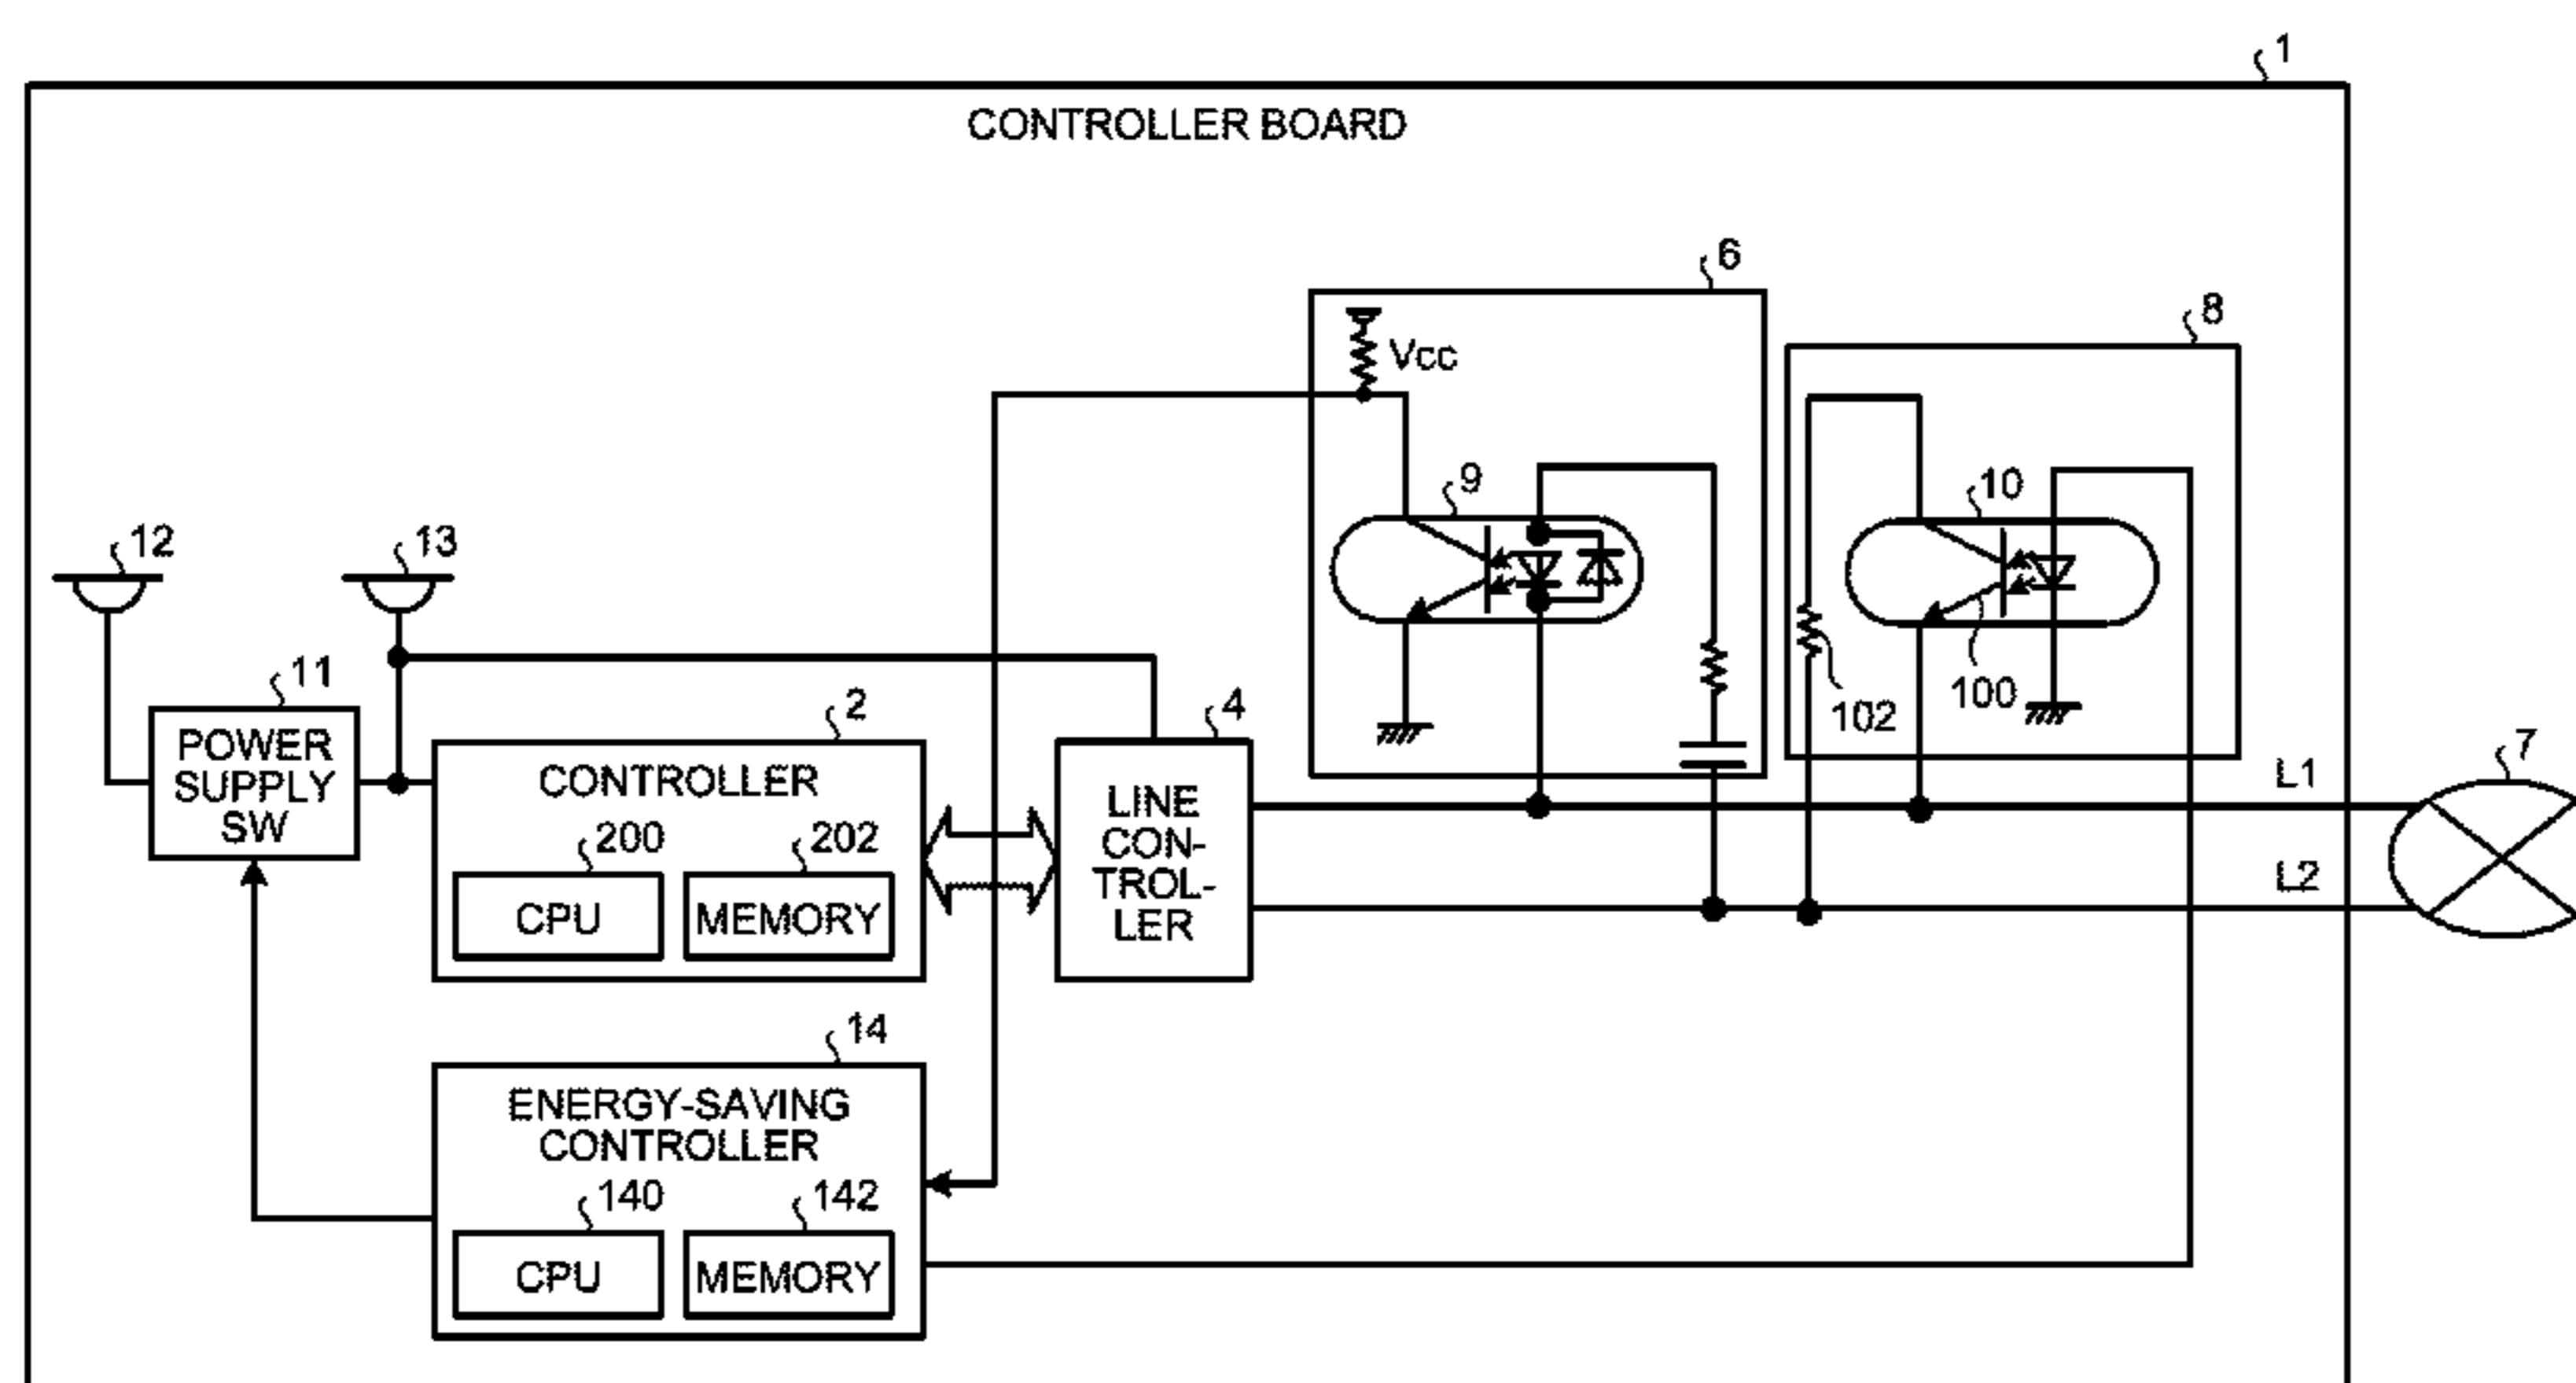 1
CONTROLLER BOARD
6
8
Vcc
9
10
12
13
11
2
4
100
102
7
POWER
SUPPLY
SW
CONTROLLER
LINE
CON-
TROL-
LER
L1
200
202
CPU
MEMORY
L2
14
ENERGY-SAVING
CONTROLLER
140
142
CPU
MEMORY